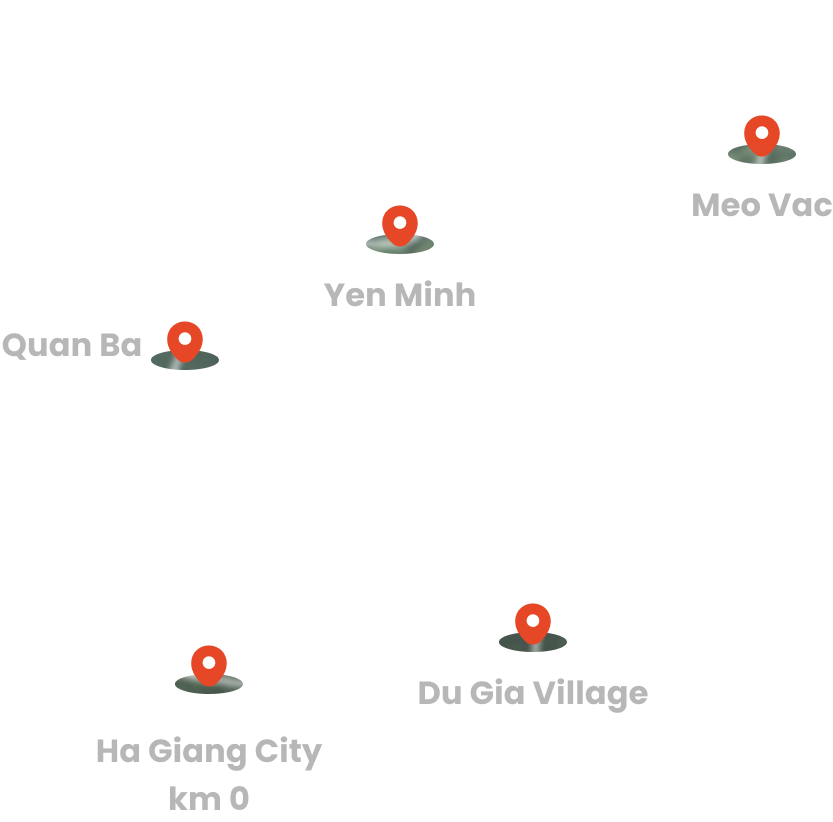 Meo Vac
Yen Minh
Quan Ba
Du Gia Village
Ha Giang City
km 0